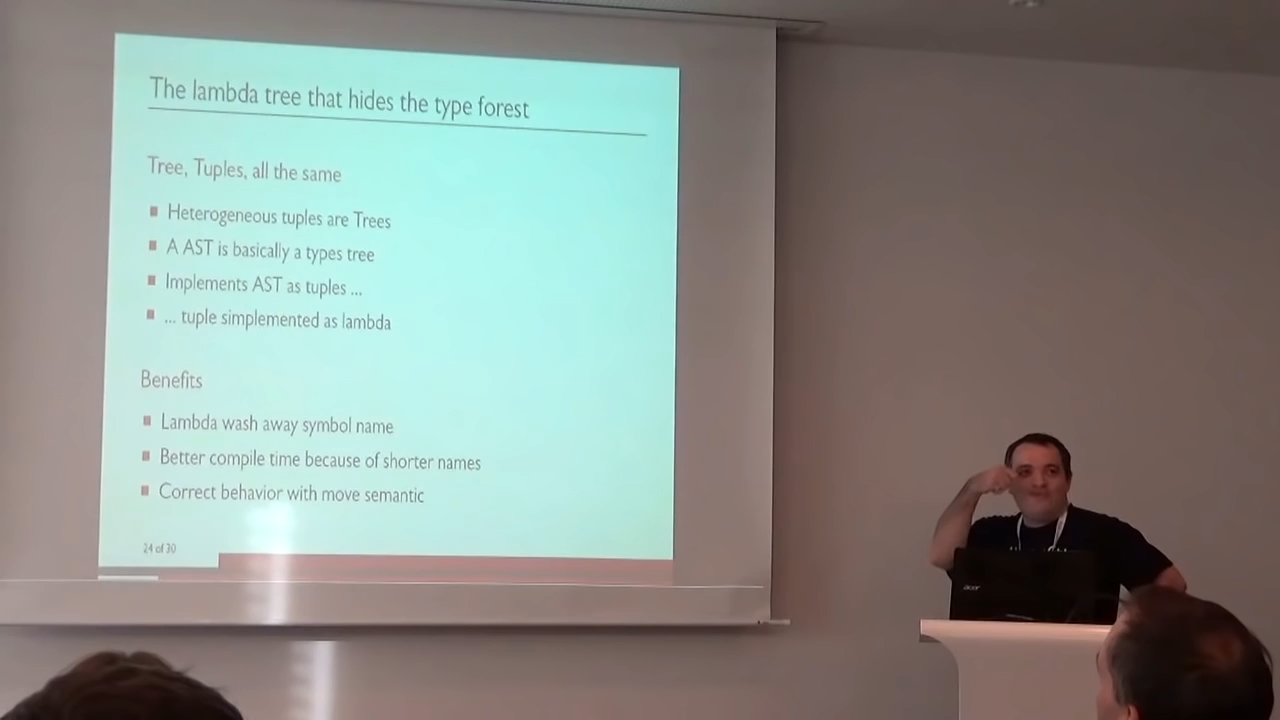 The lambda tree that hides the type forest
Tree, Tuples, all the same
Heterogeneous tuples are Trees
A AST is basically a types tree
Implements AST as tuples ...
... tuple simplemented as lambda
Benefits
Lambda wash away symbol name
Better compile time because of shorter names
Correct behavior with move semantic
24 of 30
acer